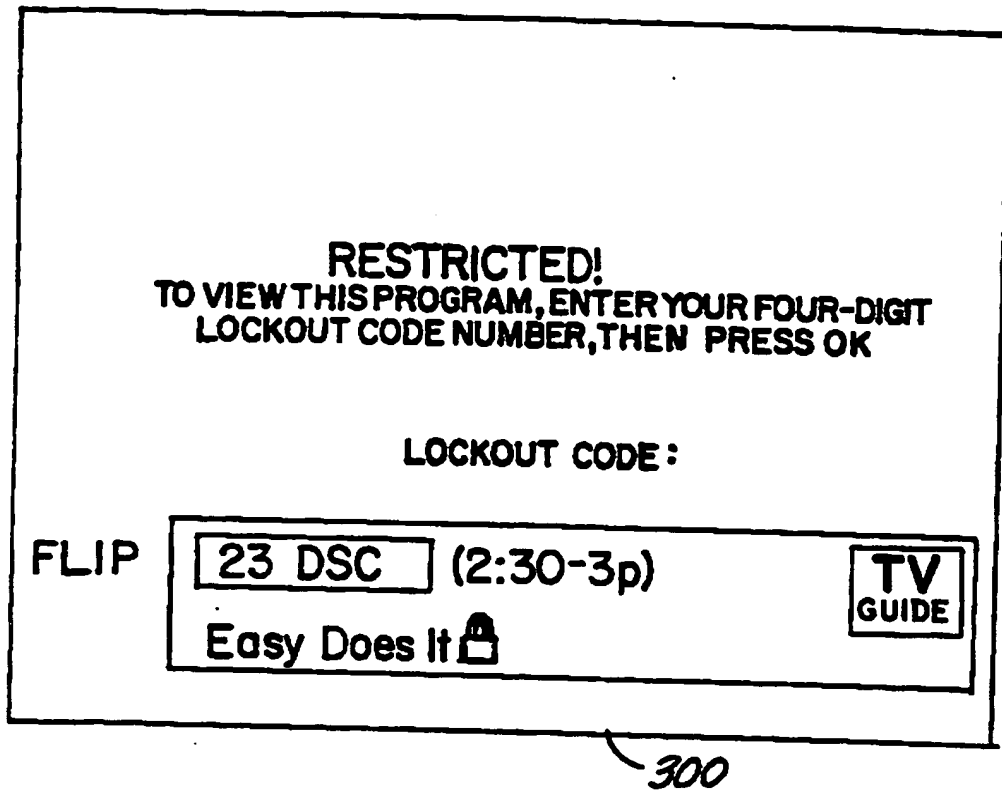 RESTRICTED!
TO VIEW THIS PROGRAM, ENTER YOUR FOUR-DIGIT
LOCKOUT CODE NUMBER, THEN PRESS OK
LOCKOUT CODE:
FLIP
23 DSC (2:30-3p)
TV
GUIDE
Easy Does It
300